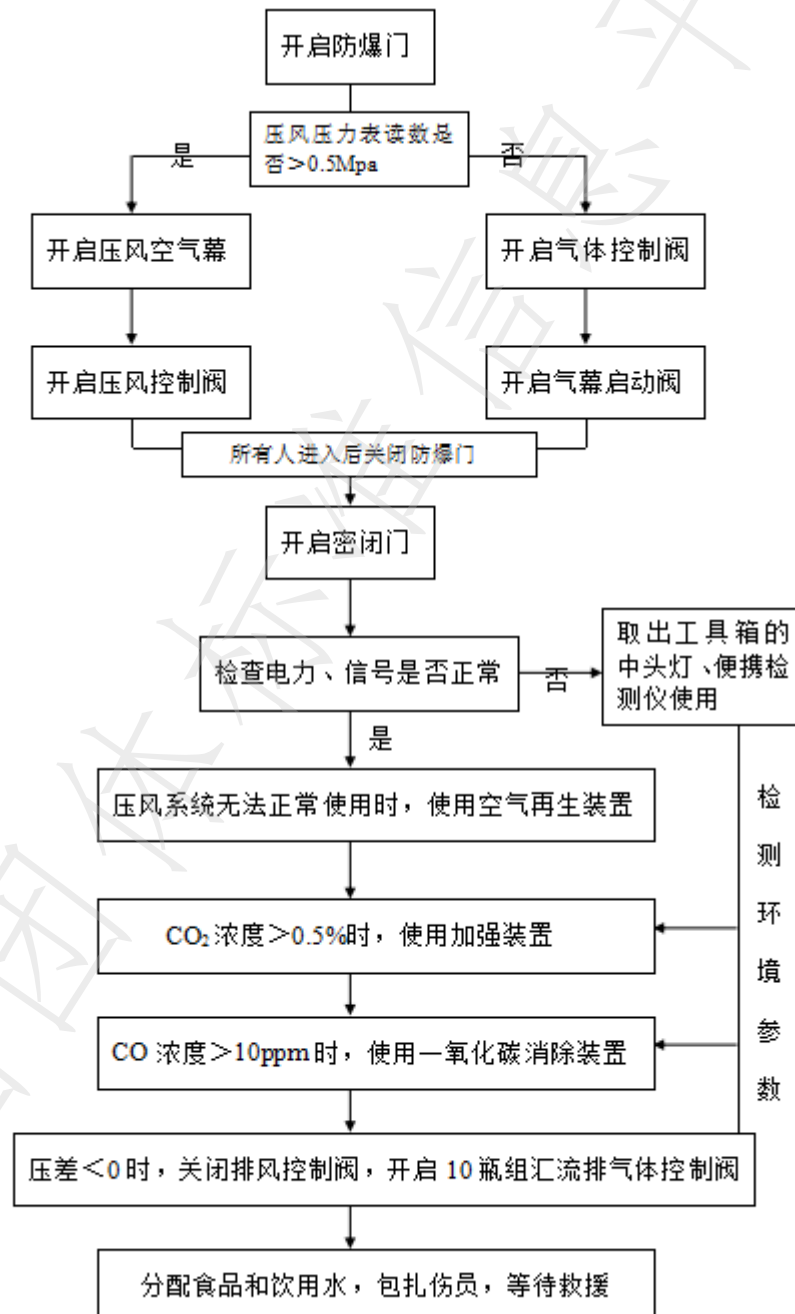 开启防爆门
压风压力表读数是
否＞0.5Mpa
是
否
开启压风空气幕
开启气体控制阀
开启压风控制阀
开启气幕启动阀
所有人进入后关闭防爆门
开启密闭门
检查电力、信号是否正常
否
取出工具箱的
中头灯、便携检
测仪使用
是
压风系统无法正常使用时，使用空气再生装置
CO₂浓度＞0.5%时，使用加强装置
CO 浓度＞10ppm时，使用一氧化碳消除装置
检
测
环
境
参
数
压差＜0时，关闭排风控制阀，开启10瓶组汇流排气体控制阀
分配食品和饮用水，包扎伤员，等待救援
团体标准信息平